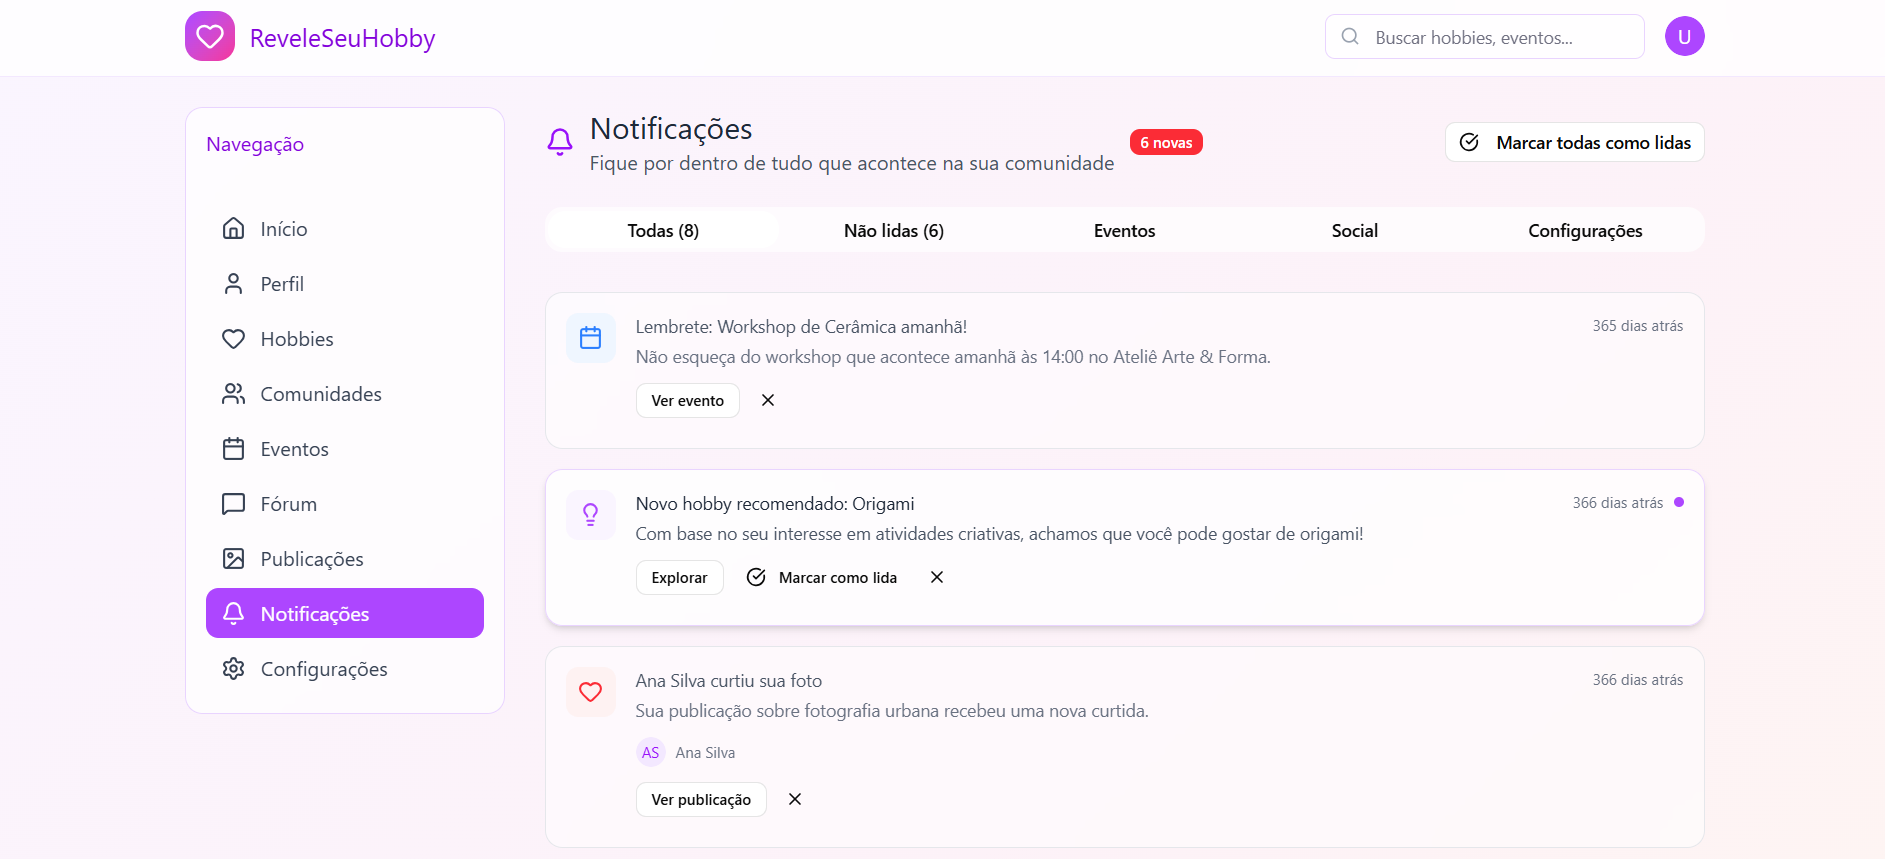 ReveleSeuHobby
Buscar hobbies, eventos...
U
Navegação
Início
Perfil
Hobbies
Comunidades
Eventos
Fórum
Publicações
Notificações
Configurações
Notificações
Fique por dentro de tudo que acontece na sua comunidade
6 novas
Marcar todas como lidas
Todas (8)
Não lidas (6)
Eventos
Social
Configurações
Lembrete: Workshop de Cerâmica amanhã!
365 dias atrás
Não esqueça do workshop que acontece amanhã às 14:00 no Ateliê Arte & Forma.
Ver evento
Novo hobby recomendado: Origami
366 dias atrás
Com base no seu interesse em atividades criativas, achamos que você pode gostar de origami!
Explorar
Marcar como lida
Ana Silva curtiu sua foto
366 dias atrás
Sua publicação sobre fotografia urbana recebeu uma nova curtida.
AS
Ana Silva
Ver publicação